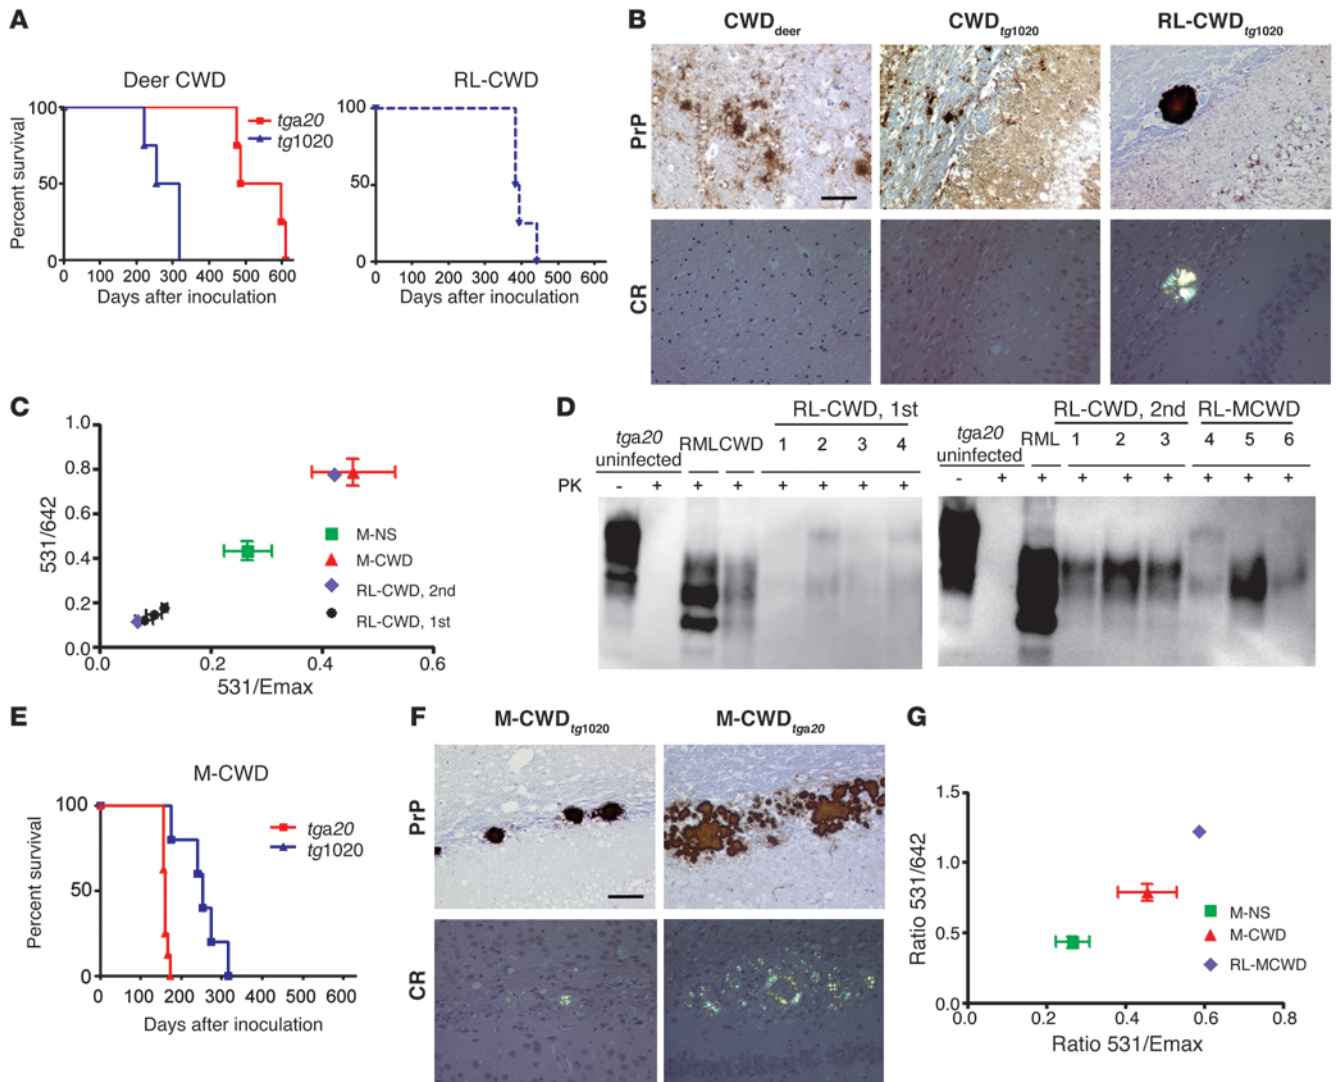 A
Deer CWD
RL-CWD
Percent survival
100
50
0
0 100 200 300 400 500 600
Days after inoculation
tga20
tg1020
100
50
0
0 100 200 300 400 500 600
Days after inoculation
B
CWDdeer
CWDtg1020
RL-CWDtg1020
PrP
CR
C
531/642
1.0
0.8
0.6
0.4
0.2
0.0
0.0 0.2 0.4 0.6
531/Emax
M-NS
M-CWD
RL-CWD, 2nd
RL-CWD, 1st
D
RL-CWD, 1st
tga20 uninfected RML CWD 1 2 3 4
PK - + + + + + + +
RL-CWD, 2nd RL-MCWD
tga20 uninfected RML 1 2 3 4 5 6
- + + + + + + + +
E
M-CWD
Percent survival
100
50
0
0 100 200 300 400 500 600
Days after inoculation
tga20
tg1020
F
M-CWDtg1020
M-CWDtga20
PrP
CR
G
Ratio 531/642
1.5
1.0
0.5
0.0
0.0 0.2 0.4 0.6 0.8
Ratio 531/Emax
M-NS
M-CWD
RL-MCWD